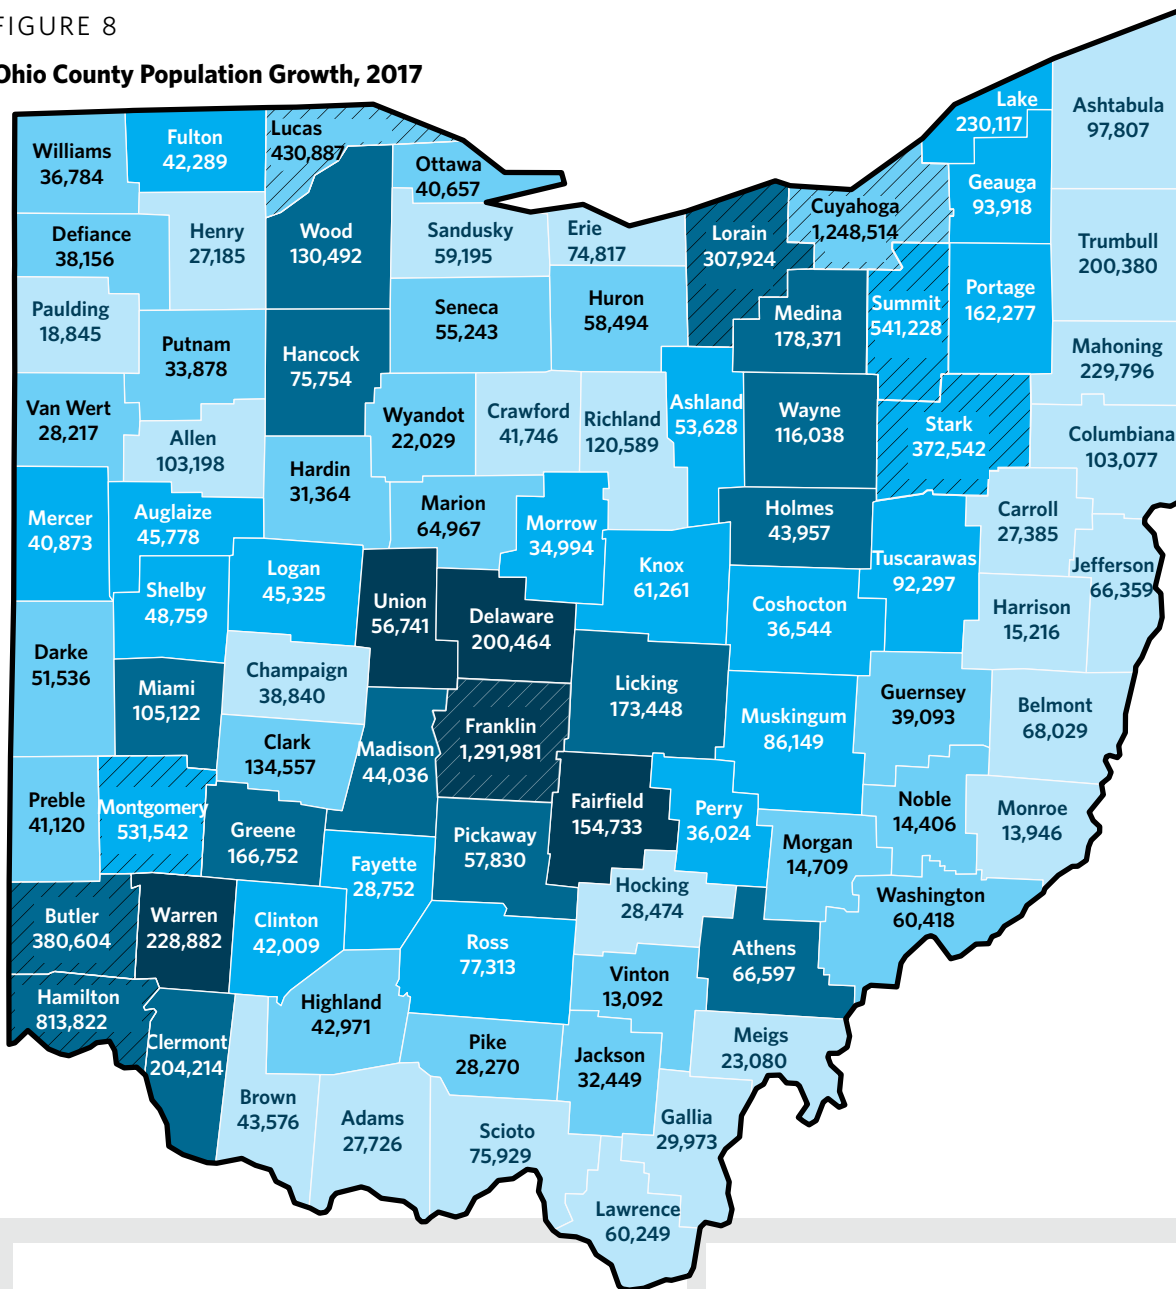 FIGURE 8
Ohio County Population Growth, 2017
Williams
36,784
Fulton
42,289
Lucas
430,887
Ottawa
40,657
Lake
230,117
Ashtabula
97,807
Geauga
93,918
Cuyahoga
1,248,514
Defiance
38,156
Henry
27,185
Wood
130,492
Sandusky
59,195
Erie
74,817
Lorain
307,924
Trumbull
200,380
Paulding
18,845
Putnam
33,878
Hancock
75,754
Seneca
55,243
Huron
58,494
Medina
178,371
Summit
541,228
Portage
162,277
Mahoning
229,796
Van Wert
28,217
Allen
103,198
Wyandot
22,029
Crawford
41,746
Richland
120,589
Ashland
53,628
Wayne
116,038
Stark
372,542
Columbiana
103,077
Hardin
31,364
Marion
64,967
Mercer
40,873
Auglaize
45,778
Morrow
34,994
Holmes
43,957
Carroll
27,385
Shelby
48,759
Logan
45,325
Union
56,741
Delaware
200,464
Knox
61,261
Coshocton
36,544
Tuscarawas
92,297
Harrison
15,216
Jefferson
66,359
Darke
51,536
Miami
105,122
Champaign
38,840
Licking
173,448
Guernsey
39,093
Belmont
68,029
Clark
134,557
Madison
44,036
Franklin
1,291,981
Muskingum
86,149
Preble
41,120
Montgomery
531,542
Greene
166,752
Pickaway
57,830
Fairfield
154,733
Perry
36,024
Morgan
14,709
Noble
14,406
Monroe
13,946
Fayette
28,752
Hocking
28,474
Washington
60,418
Butler
380,604
Warren
228,882
Clinton
42,009
Ross
77,313
Athens
66,597
Hamilton
813,822
Clermont
204,214
Highland
42,971
Vinton
13,092
Pike
28,270
Jackson
32,449
Meigs
23,080
Brown
43,576
Adams
27,726
Scioto
75,929
Gallia
29,973
Lawrence
60,249